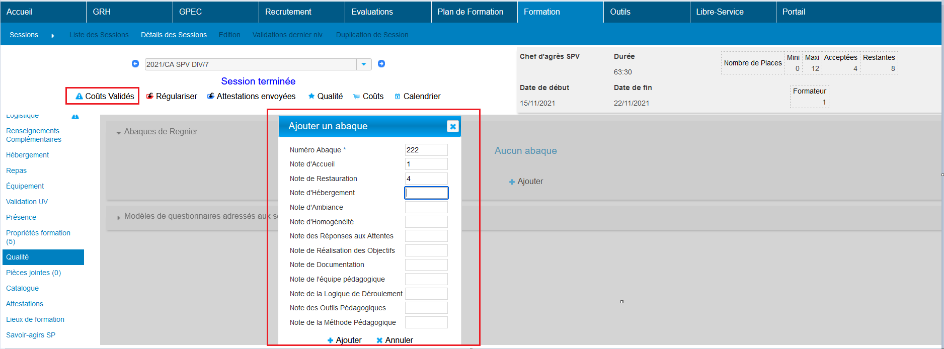 Accueil GRH GPEC Recrutement Evaluations Plan de Formation Formation Outils Libre-Service Portail
Sessions Liste des Sessions Détails des Sessions Edition Validations dernier niv. Duplication de Session
2021/CA SPV DIV/7
Session terminée
Coûts Validés Régulariser Attestations envoyées Qualité Coûts Calendrier
Chef d'agrès SPV Durée
63:30
Date de début Date de fin
15/11/2021 22/11/2021
Mini Maxi Acceptées Restantes
Nombre de Places 0 12 4 8
Formateur
1
Logistique
Renseignements
Complémentaires
Hébergement
Repas
Équipement
Validation UV
Présence
Propriétés formation
(5)
Qualité
Pièces jointes (0)
Catalogue
Attestations
Lieux de formation
Savoir-agirs SP
Abaques de Regnier
Aucun abaque
Ajouter
Modèles de questionnaires adressés aux
Ajouter un abaque
Numéro Abaque * 222
Note d'Accueil 1
Note de Restauration 4
Note d'Hébergement
Note d'Ambiance
Note d'Homogénéité
Note des Réponses aux Attentes
Note de Réalisation des Objectifs
Note de Documentation
Note de l'équipe pédagogique
Note de la Logique de Déroulement
Note des Outils Pédagogiques
Note de la Méthode Pédagogique
Ajouter Annuler